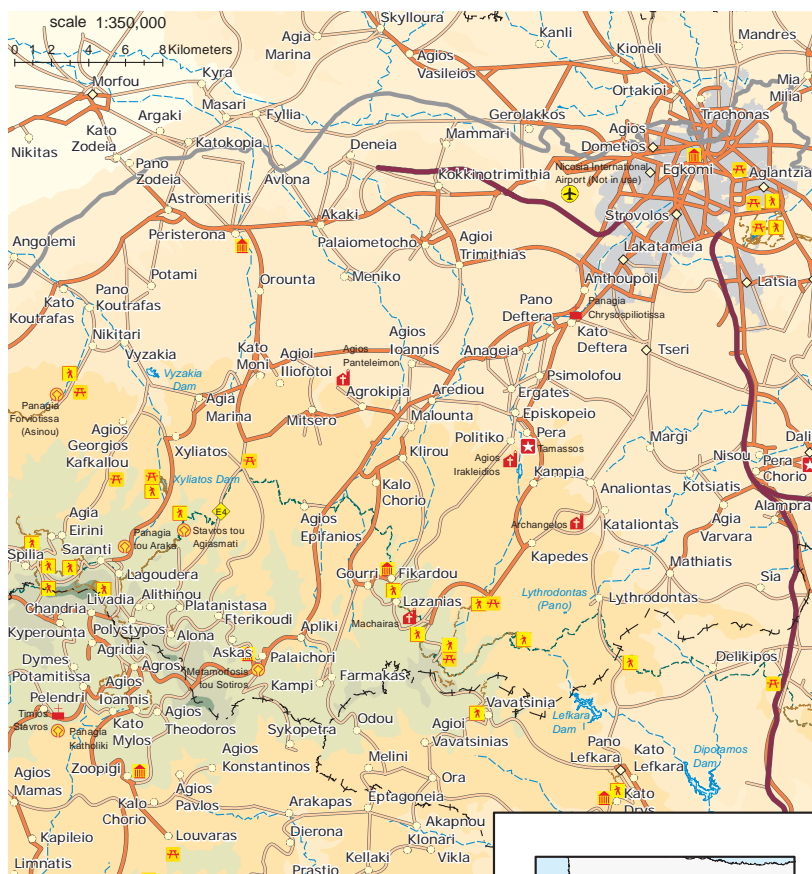 scale 1:350,000
0 1 2 4 6 8 Kilometers
Skylloura
Agia
Marina
Kanli
Mandres
Kioneli
Agios
Vasileios
Mia
Milia
Morfou
Kyra
Masari
Ortakioi
Trachonas
Argaki
Fyllia
Gerolakkos
Kato
Zodeia
Katokopia
Nikitas
Mammari
Agios
Dometios
Deneia
Pano
Zodeia
Avlona
Kokkinotrimithia
Nicosia International
Airport (Not in use)
Egkomi
Aglantzia
Astromeritis
Akaki
Strovolos
Angolemi
Peristerona
Palaiometocho
Agioi
Trimithias
Lakatameia
Potami
Orounta
Meniko
Anthoupoli
Latsia
Kato
Koutrafas
Pano
Koutrafas
Pano
Deftera
Panagia
Chrysospiliotissa
Nikitari
Kato
Deftera
Agios
Ioannis
Vyzakia
Kato
Moni
Agioi
Iliofotoi
Agios
Panteleimon
Anageia
Tseri
Vyzakia
Dam
Psimolofou
Agrokipia
Arediou
Ergates
Panagia
Forviotissa
(Asinou)
Agia
Marina
Mitsero
Malounta
Episkopeio
Agios
Georgios
Kafkallou
Politiko
Pera
Tamassos
Margi
Dali
Xyliatos
Klirou
Agios
Irakleidios
Nisou
Pera
Chorio
Xyliatos Dam
Kampia
Kalo
Chorio
Analiontas
Kotsiatis
Agia
Eirini
E4
Agios
Epifanios
Archangelos
Kataliontas
Agia
Varvara
Alampra
Spilia
Saranti
Panagia
tou Araka
Stavros tou
Agiasmati
Kapedes
Mathiatis
Lagoudera
Gourri
Fikardou
Sia
Livadia
Alithinou
Lythrodontas
(Pano)
Lythrodontas
Chandria
Platanistasa
Lazanias
Fterikoudi
Machairas
Kyperounta
Polystypos
Alona
Apliki
Agridia
Askas
Palaichori
Delikipos
Dymes
Potamitissa
Agros
Metamorfosis
tou Sotiros
Kampi
Farmakas
Pelendri
Agios
Ioannis
Vavatsinia
Timios
Stavros
Panagia
Katholiki
Kato
Mylos
Agios
Theodoros
Sykopetra
Odou
Agioi
Vavatsinias
Lefkara
Dam
Zoopigi
Agios
Konstantinos
Melini
Pano
Lefkara
Kato
Lefkara
Dipotamos
Dam
Agios
Mamas
Agios
Pavlos
Ora
Kalo
Chorio
Arakapas
Eptagoneia
Kato
Drys
Kapileio
Louvaras
Dierona
Akapnou
Klonari
Vikla
Limnatis
Prastio
Kellaki